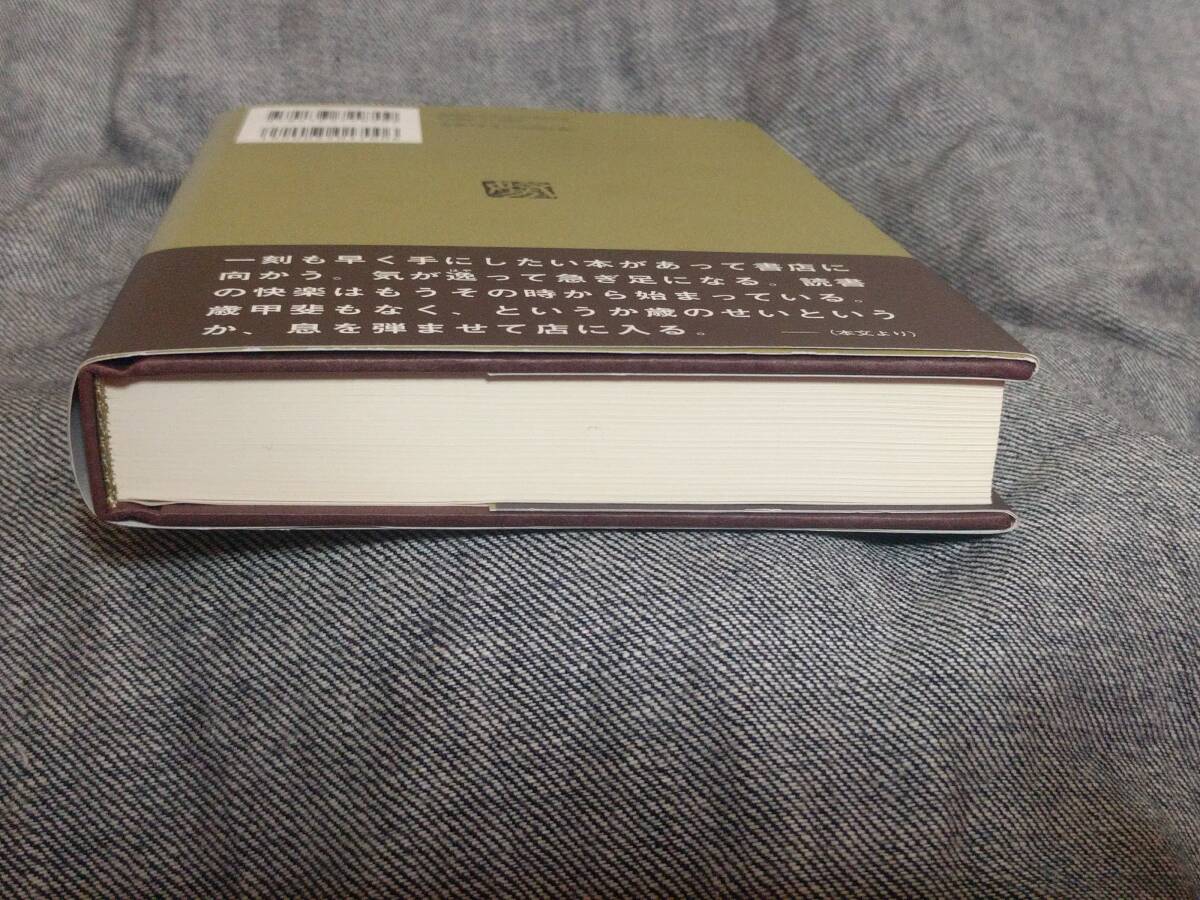 一刻も早く手にしたい本があって書店に
向かう。気が逸って急ぎ足になる。読書
の快楽はもうその時から始まっている。
歳甲斐もなく、というか歳のせいという
か、息を弾ませて店に入る。
――（本文より）